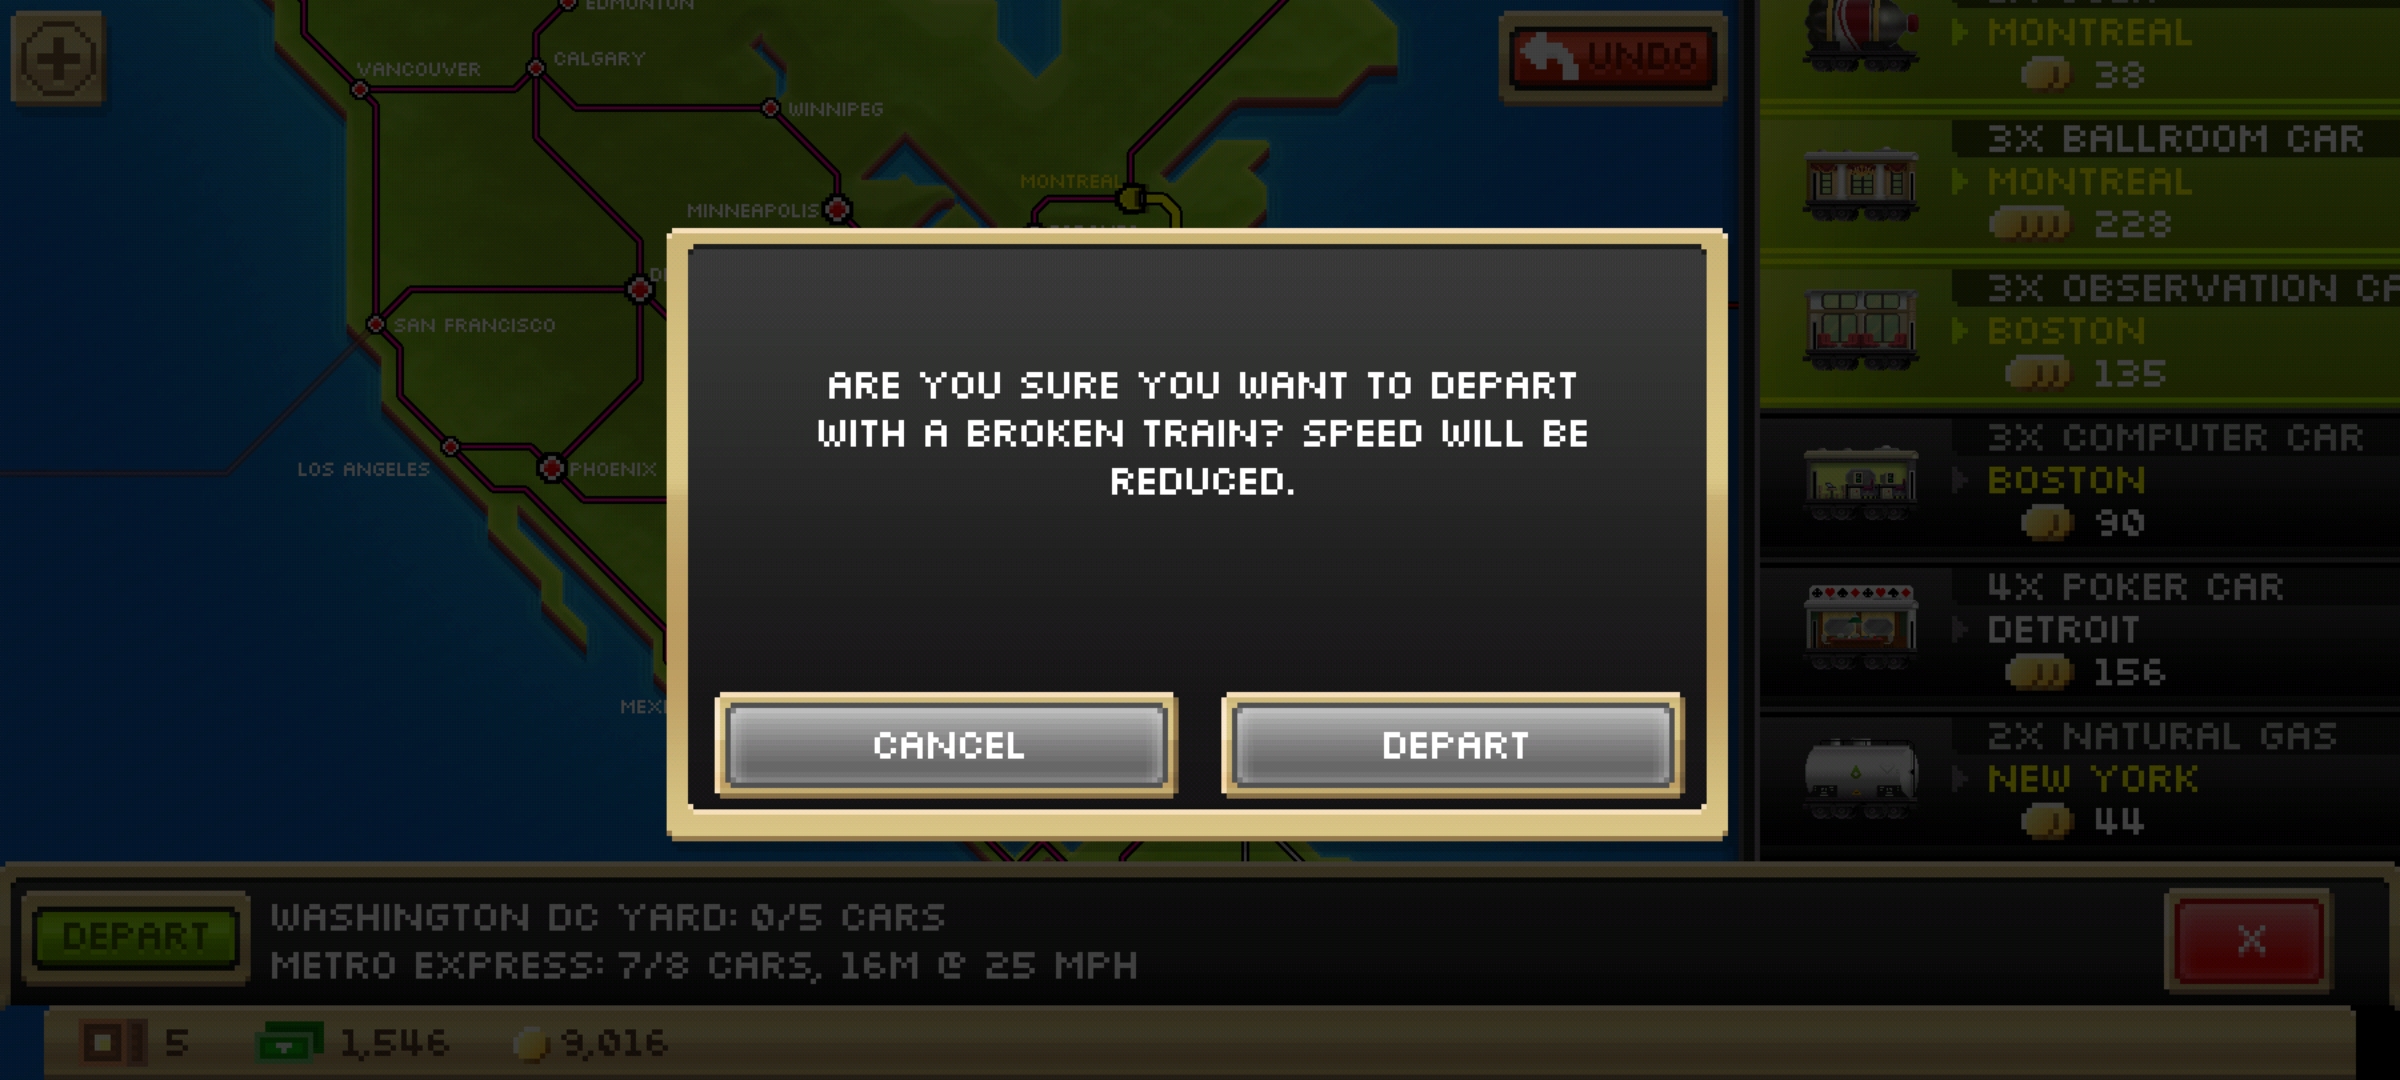 EDMONTON
VANCOUVER
CALGARY
WINNIPEG
MINNEAPOLIS
MONTREAL
SAN FRANCISCO
LOS ANGELES
PHOENIX
UNDO
MONTREAL
38
3X BALLROOM CAR
MONTREAL
228
3X OBSERVATION CA
BOSTON
135
3X COMPUTER CAR
BOSTON
90
4X POKER CAR
DETROIT
156
2X NATURAL GAS
NEW YORK
44
ARE YOU SURE YOU WANT TO DEPART
WITH A BROKEN TRAIN? SPEED WILL BE
REDUCED.
CANCEL
DEPART
DEPART
WASHINGTON DC YARD: 0/5 CARS
METRO EXPRESS: 7/8 CARS, 16M @ 25 MPH
X
5
1,546
9,016